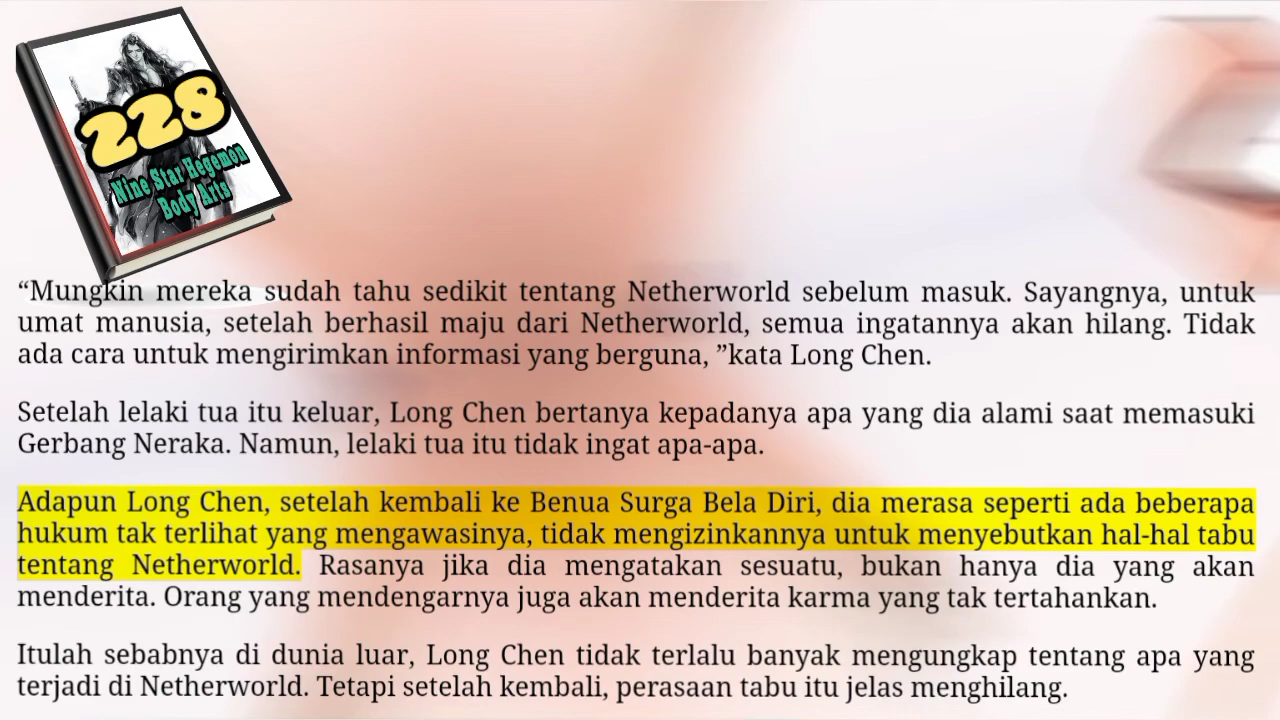 228
Nine Star Hegemon
Body Arts
“Mungkin mereka sudah tahu sedikit tentang Netherworld sebelum masuk. Sayangnya, untuk
umat manusia, setelah berhasil maju dari Netherworld, semua ingatannya akan hilang. Tidak
ada cara untuk mengirimkan informasi yang berguna, ”kata Long Chen.
Setelah lelaki tua itu keluar, Long Chen bertanya kepadanya apa yang dia alami saat memasuki
Gerbang Neraka. Namun, lelaki tua itu tidak ingat apa-apa.
Adapun Long Chen, setelah kembali ke Benua Surga Bela Diri, dia merasa seperti ada beberapa
hukum tak terlihat yang mengawasinya, tidak mengizinkannya untuk menyebutkan hal-hal tabu
tentang Netherworld. Rasanya jika dia mengatakan sesuatu, bukan hanya dia yang akan
menderita. Orang yang mendengarnya juga akan menderita karma yang tak tertahankan.
Itulah sebabnya di dunia luar, Long Chen tidak terlalu banyak mengungkap tentang apa yang
terjadi di Netherworld. Tetapi setelah kembali, perasaan tabu itu jelas menghilang.